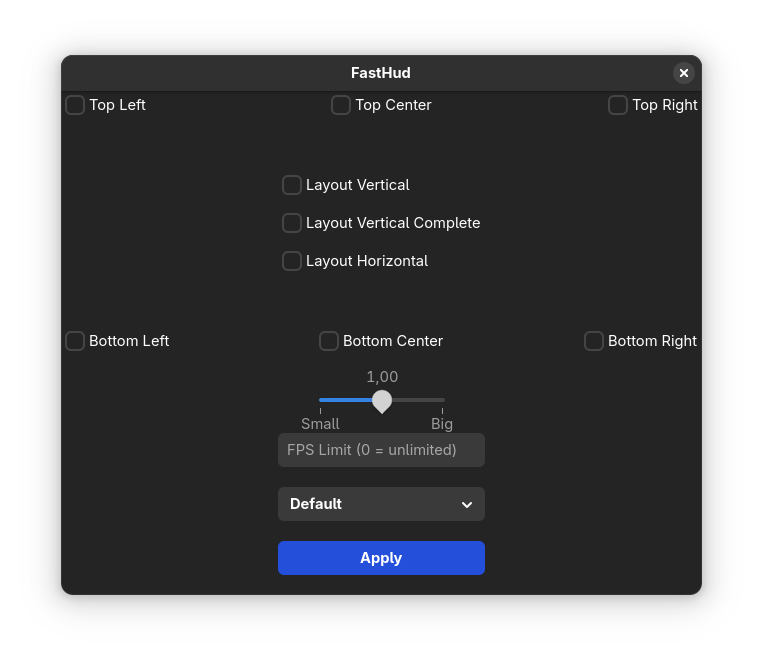 FastHud
Top Left Top Center Top Right
Layout Vertical
Layout Vertical Complete
Layout Horizontal
Bottom Left Bottom Center Bottom Right
1,00
Small Big
FPS Limit (0 = unlimited)
Default
Apply